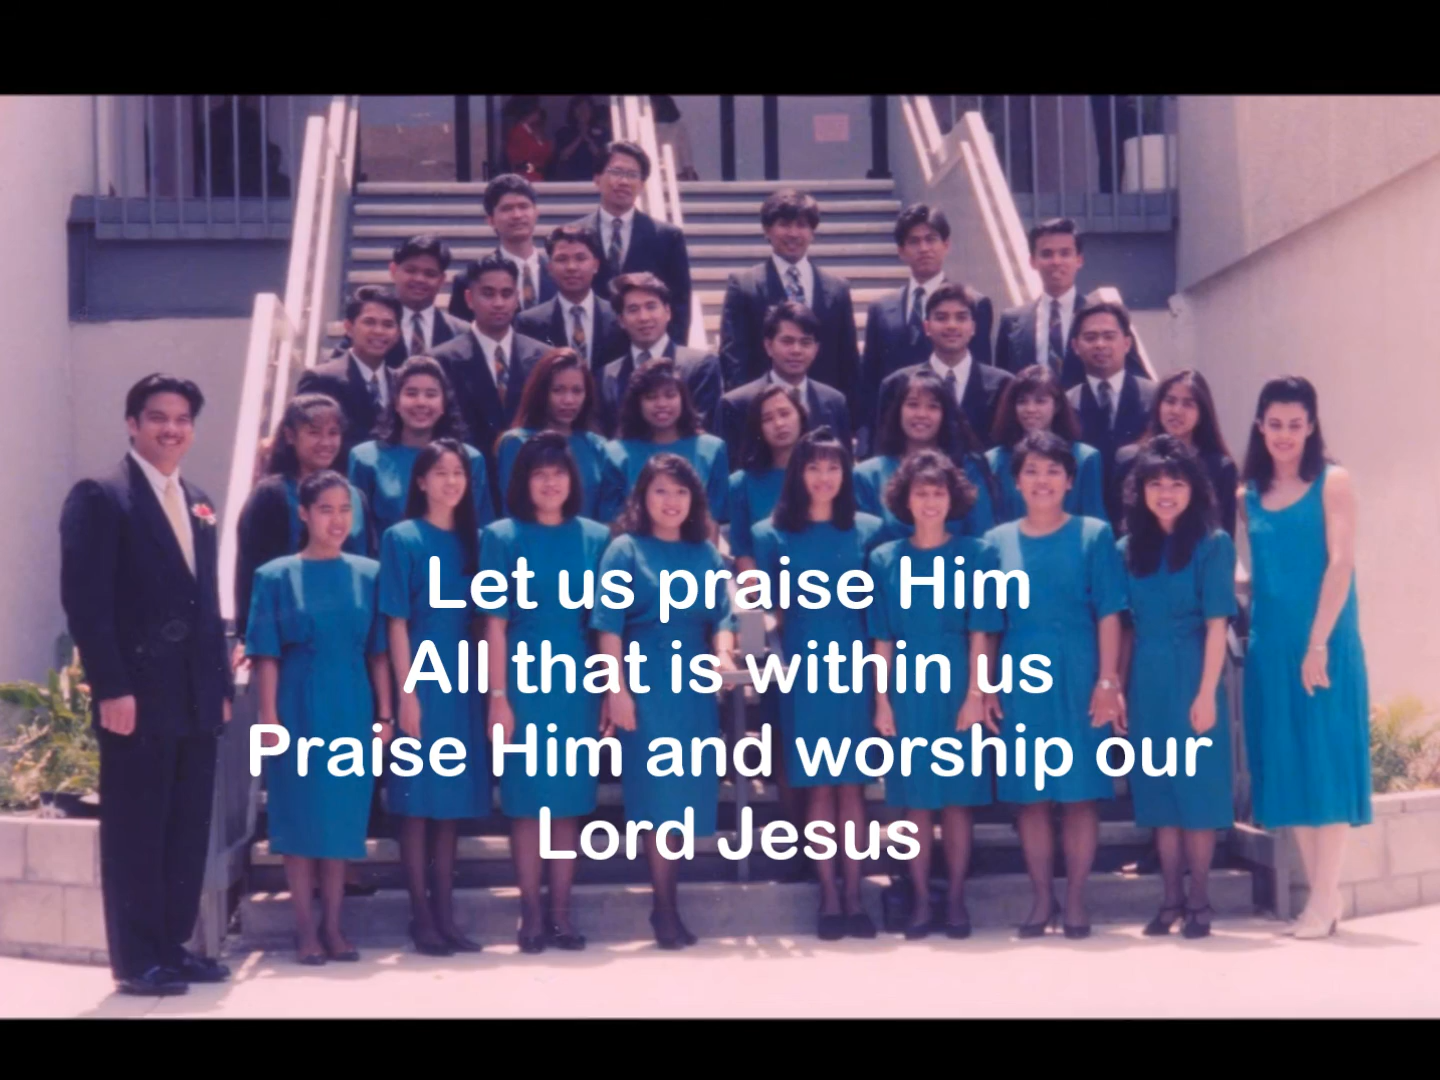 Let us praise Him
All that is within us
Praise Him and worship our
Lord Jesus